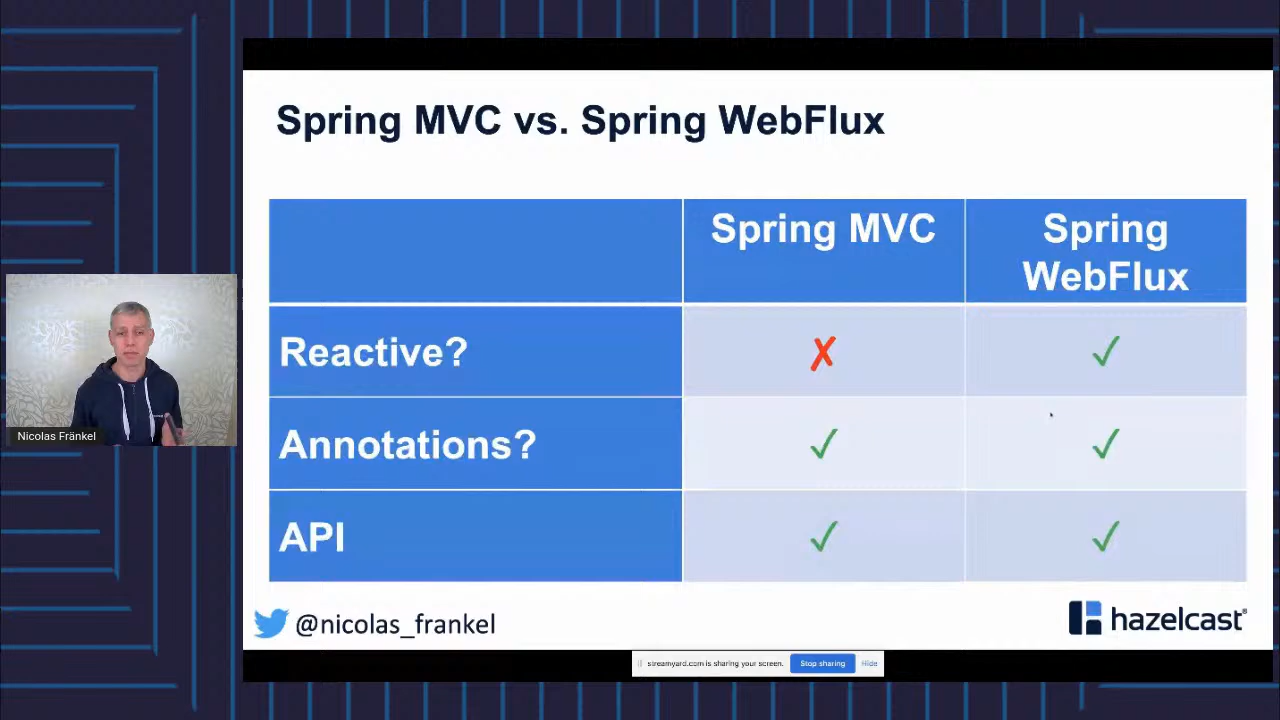 Spring MVC vs. Spring WebFlux
Spring MVC
Spring
WebFlux
Reactive?
✗
✓
Annotations?
✓
✓
API
✓
✓
Nicolas Fränkel
@nicolas_frankel
hazelcast®
streamyard.com is sharing your screen.
Stop sharing
Hide